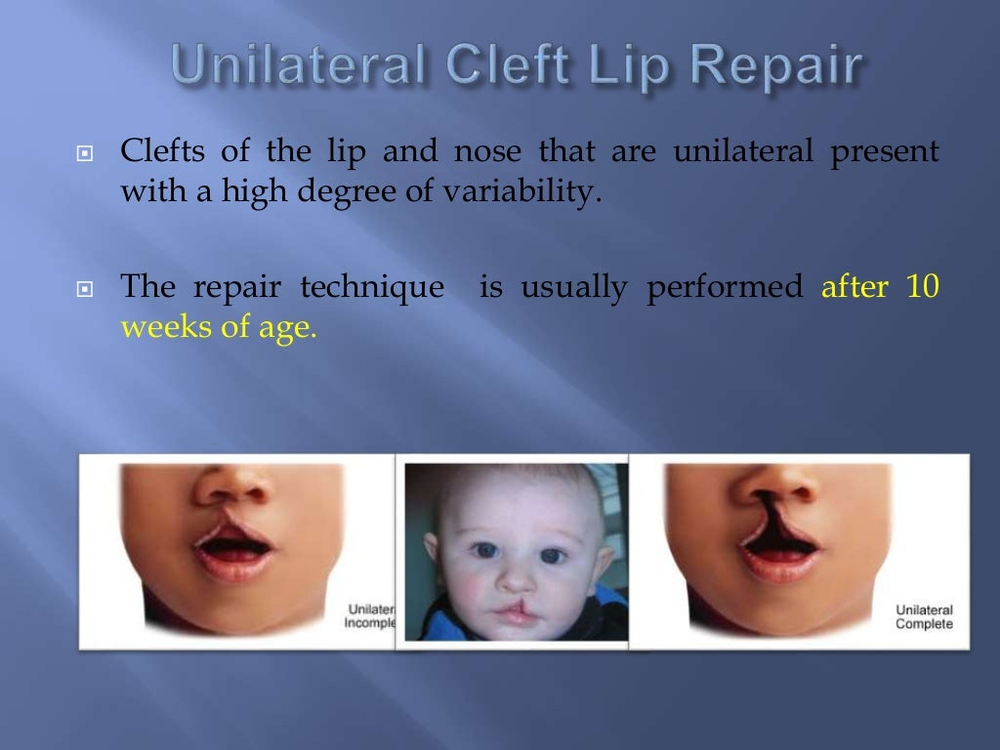 Unilateral Cleft Lip Repair
Clefts of the lip and nose that are unilateral present
with a high degree of variability.
The repair technique is usually performed after 10
weeks of age.
Unilater
Incomple
Unilateral
Complete